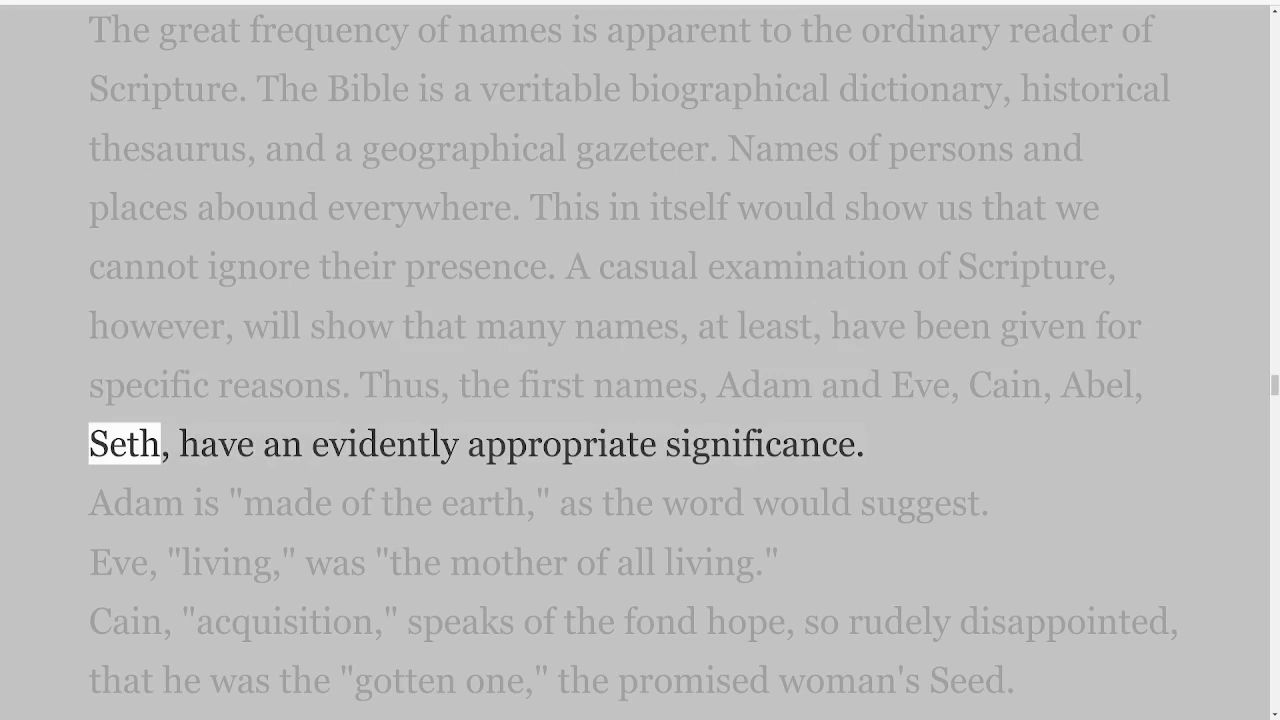 The great frequency of names is apparent to the ordinary reader of
Scripture. The Bible is a veritable biographical dictionary, historical
thesaurus, and a geographical gazeteer. Names of persons and
places abound everywhere. This in itself would show us that we
cannot ignore their presence. A casual examination of Scripture,
however, will show that many names, at least, have been given for
specific reasons. Thus, the first names, Adam and Eve, Cain, Abel,
Seth, have an evidently appropriate significance.
Adam is "made of the earth," as the word would suggest.
Eve, "living," was "the mother of all living."
Cain, "acquisition," speaks of the fond hope, so rudely disappointed,
that he was the "gotten one," the promised woman's Seed.